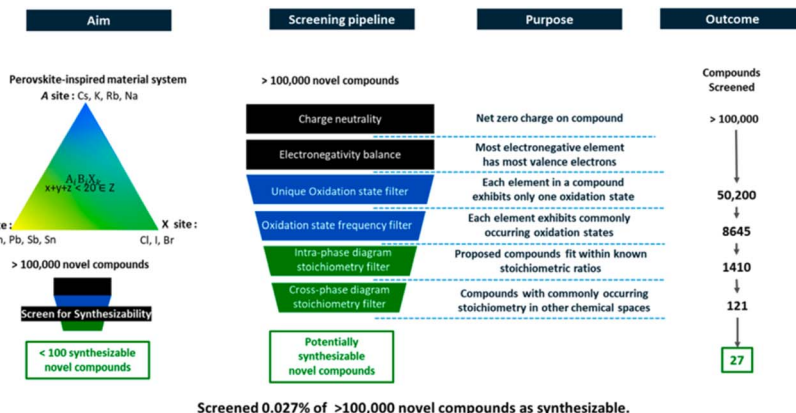 Aim
Screening pipeline
Purpose
Outcome
Perovskite-inspired material system
A site : Cs, K, Rb, Na
x+y+z < 20 ∈ Z
X site :
Pb, Sb, Sn
Cl, I, Br
> 100,000 novel compounds
Screen for Synthesizability
< 100 synthesizable
novel compounds
> 100,000 novel compounds
Charge neutrality
Electronegativity balance
Unique Oxidation state filter
Oxidation state frequency filter
Intra-phase diagram
stoichiometry filter
Cross-phase diagram
stoichiometry filter
Potentially
synthesizable
novel compounds
Net zero charge on compound
Most electronegative element
has most valence electrons
Each element in a compound
exhibits only one oxidation state
Each element exhibits commonly
occurring oxidation states
Proposed compounds fit within known
stoichiometric ratios
Compounds with commonly occurring
stoichiometry in other chemical spaces
Compounds
Screened
> 100,000
50,200
8645
1410
121
27
Screened 0.027% of >100,000 novel compounds as synthesizable.